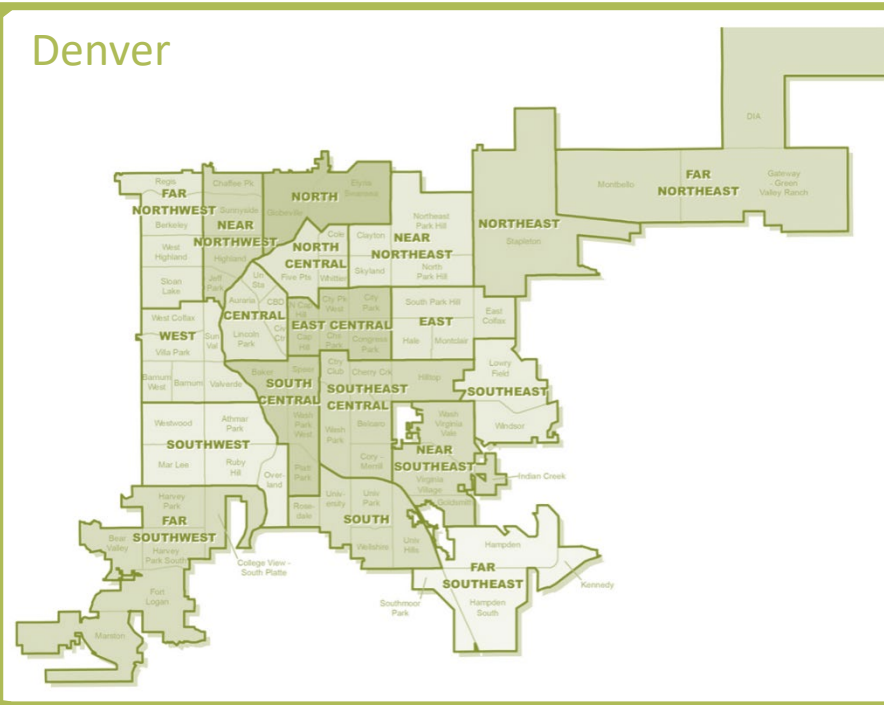 Denver
DIA
FAR
NORTHEAST
Montbello
Gateway
- Green
Valley Ranch
NORTHEAST
Stapleton
Regis
FAR
NORTHWEST
Berkeley
West
Highland
Sloan
Lake
Chaffee Pk
Sunnyside
NEAR
NORTHWEST
Highland
Jeff
Park
NORTH
Elyria
Swansea
Globeville
NORTH
CENTRAL
Cole
Five Pts
Whittier
Clayton
Skyland
NEAR
NORTHEAST
Northeast
Park Hill
North
Park Hill
Un
Sta
Auraria
CBD
CENTRAL
Lincoln
Park
Civ
Ctr
N Cap
Hill
Cty Pk
West
City
Park
EAST CENTRAL
Cap
Hill
Chs
Park
Congress
Park
South Park Hill
EAST
Hale
Montclair
East
Colfax
West Colfax
WEST
Sun
Val
Villa Park
Barnum
West
Barnum
Valverde
Baker
Speer
SOUTH
CENTRAL
Wash
Park
West
Platt
Park
City
Club
Cherry Crk
Hilltop
SOUTHEAST
CENTRAL
Wash
Park
Belcaro
Cory -
Merrill
Lowry
Field
SOUTHEAST
Windsor
Westwood
Athmar
Park
SOUTHWEST
Mar Lee
Ruby
Hill
Over-
land
Wash
Virginia
Vale
NEAR
SOUTHEAST
Virginia
Village
Goldsmith
Indian Creek
Rose-
dale
Univ-
ersity
Univ
Park
SOUTH
Wellshire
Univ
Hills
Harvey
Park
FAR
SOUTHWEST
Bear
Valley
Harvey
Park South
College View -
South Platte
Fort
Logan
Marston
Hampden
FAR
SOUTHEAST
Hampden
South
Kennedy
Southmoor
Park